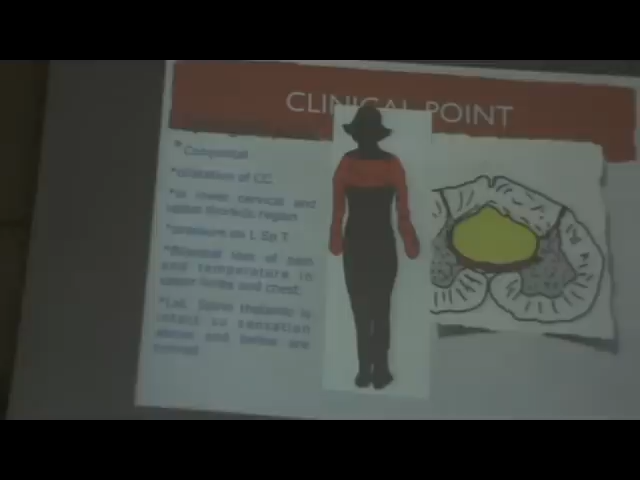 CLINICAL POINT
*Congenital
*dilatation of CC
*in lower cervical and
upper thoracic region
*pressure on L Sp T
*Bilateral loss of pain
and temperature in
upper limbs and chest.
*Lat. Spino thalamic is
intact so sensation
above and below are
normal